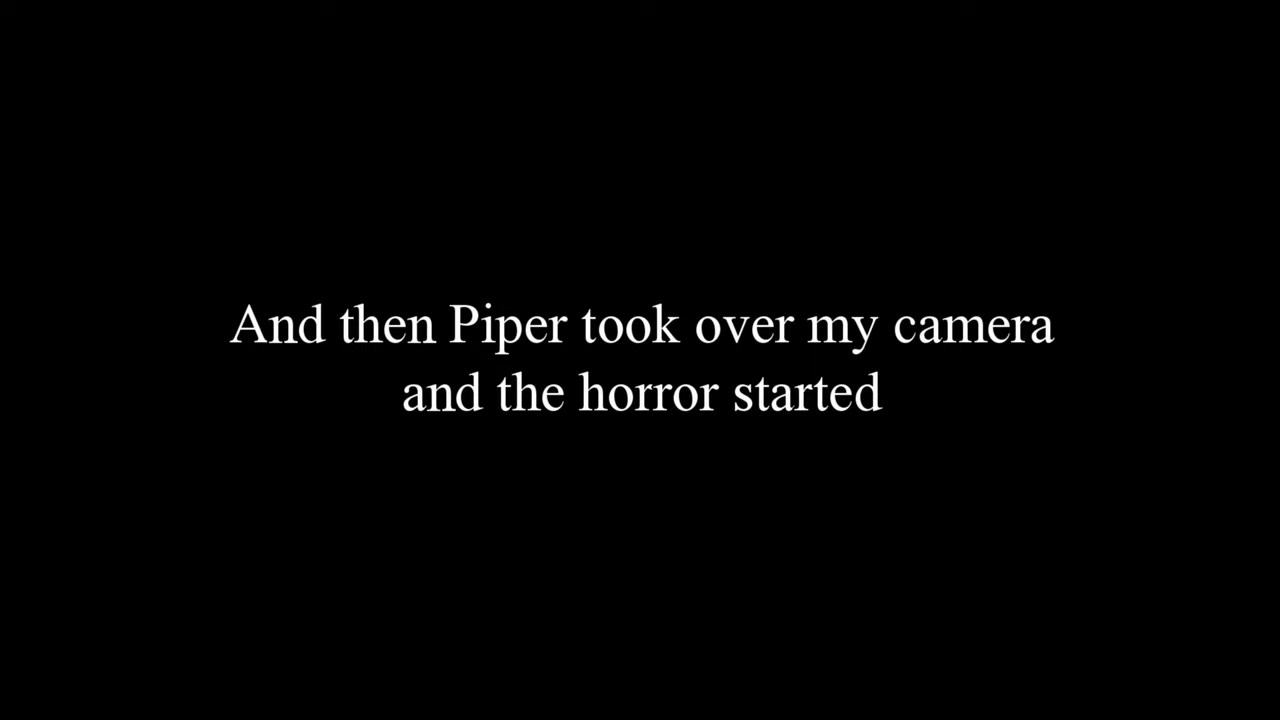 And then Piper took over my camera
and the horror started